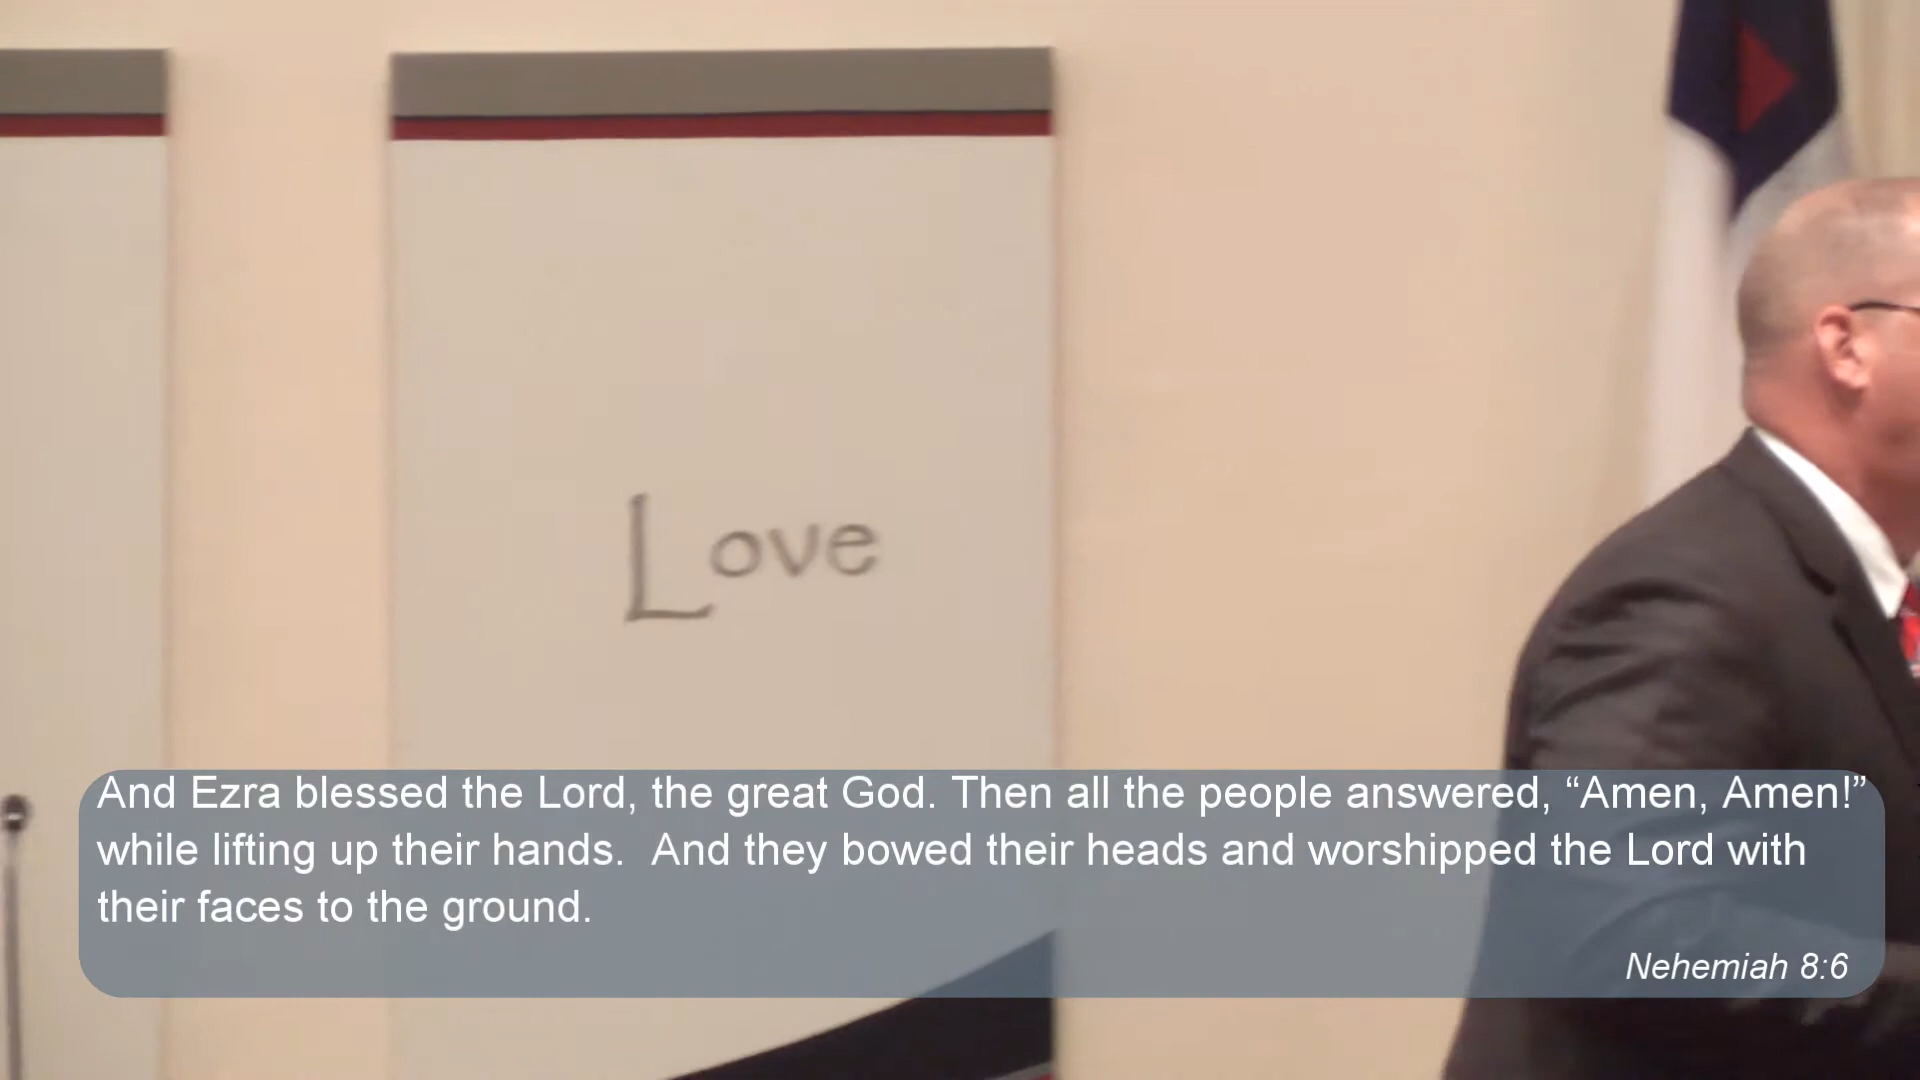 Love
And Ezra blessed the Lord, the great God. Then all the people answered, “Amen, Amen!”
while lifting up their hands.  And they bowed their heads and worshipped the Lord with
their faces to the ground.
Nehemiah 8:6